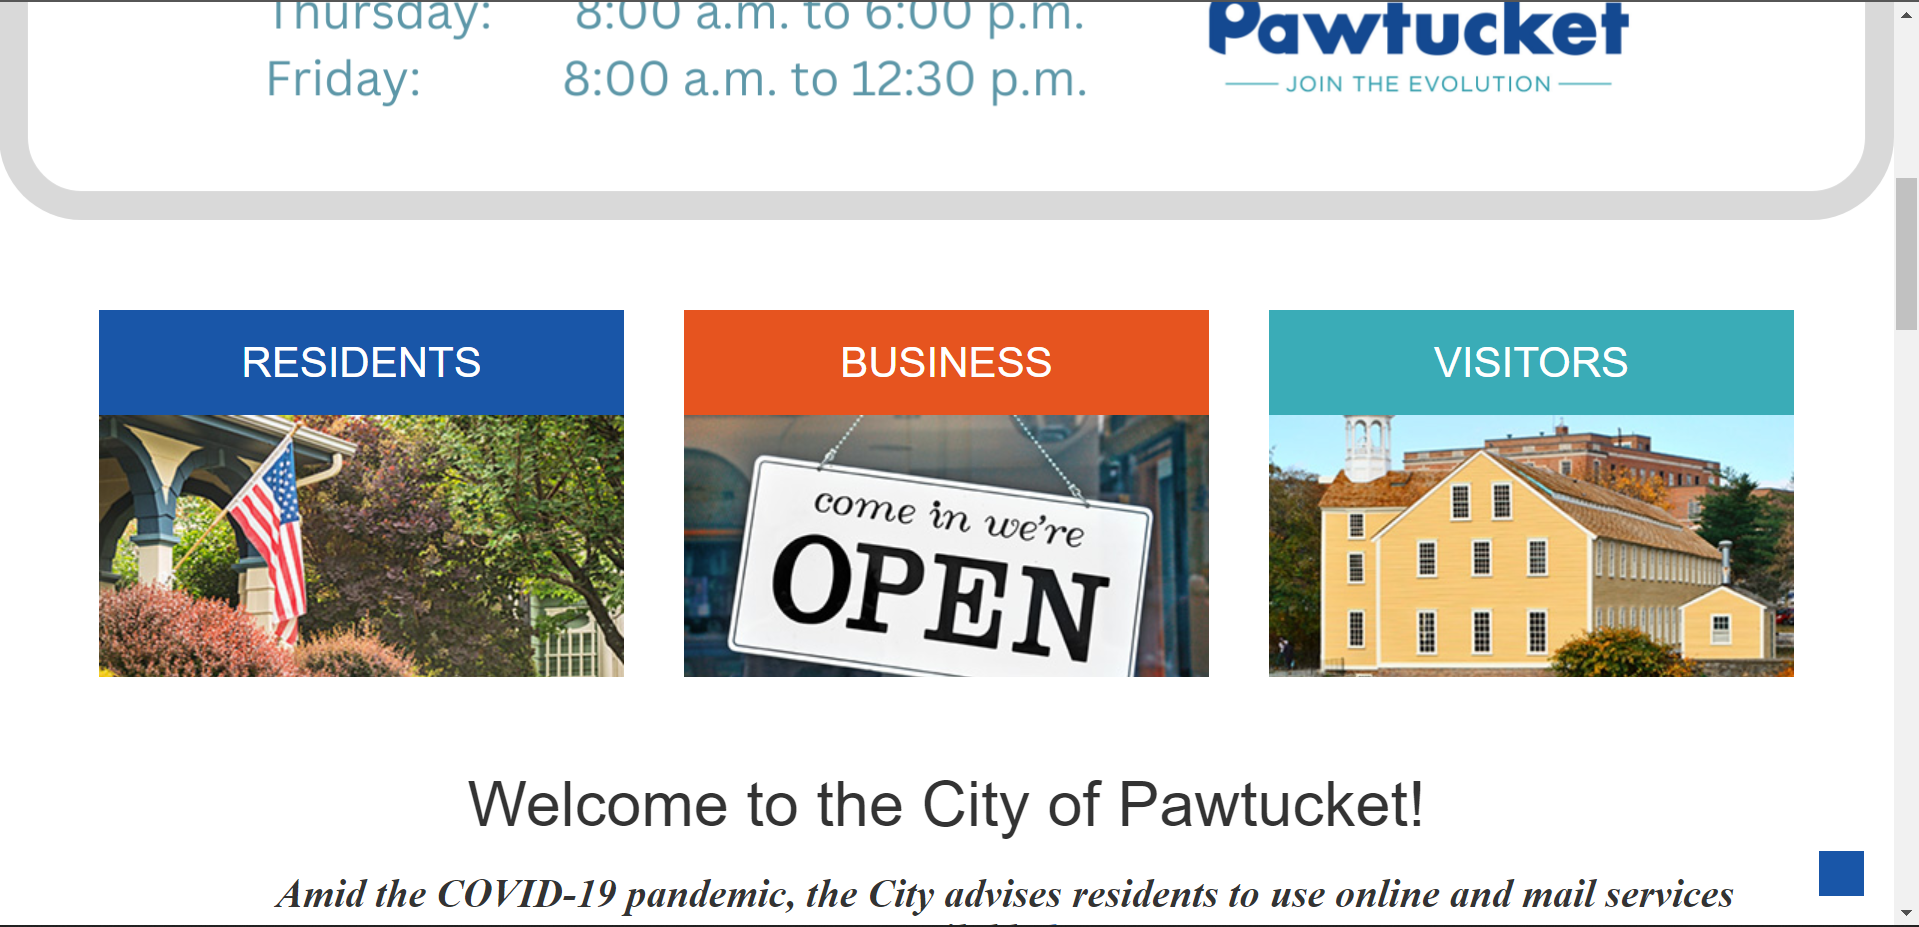 Thursday: 8:00 a.m. to 6:00 p.m.
Friday: 8:00 a.m. to 12:30 p.m.
Pawtucket
JOIN THE EVOLUTION
RESIDENTS
BUSINESS
VISITORS
come in we're
OPEN
Welcome to the City of Pawtucket!
Amid the COVID-19 pandemic, the City advises residents to use online and mail services